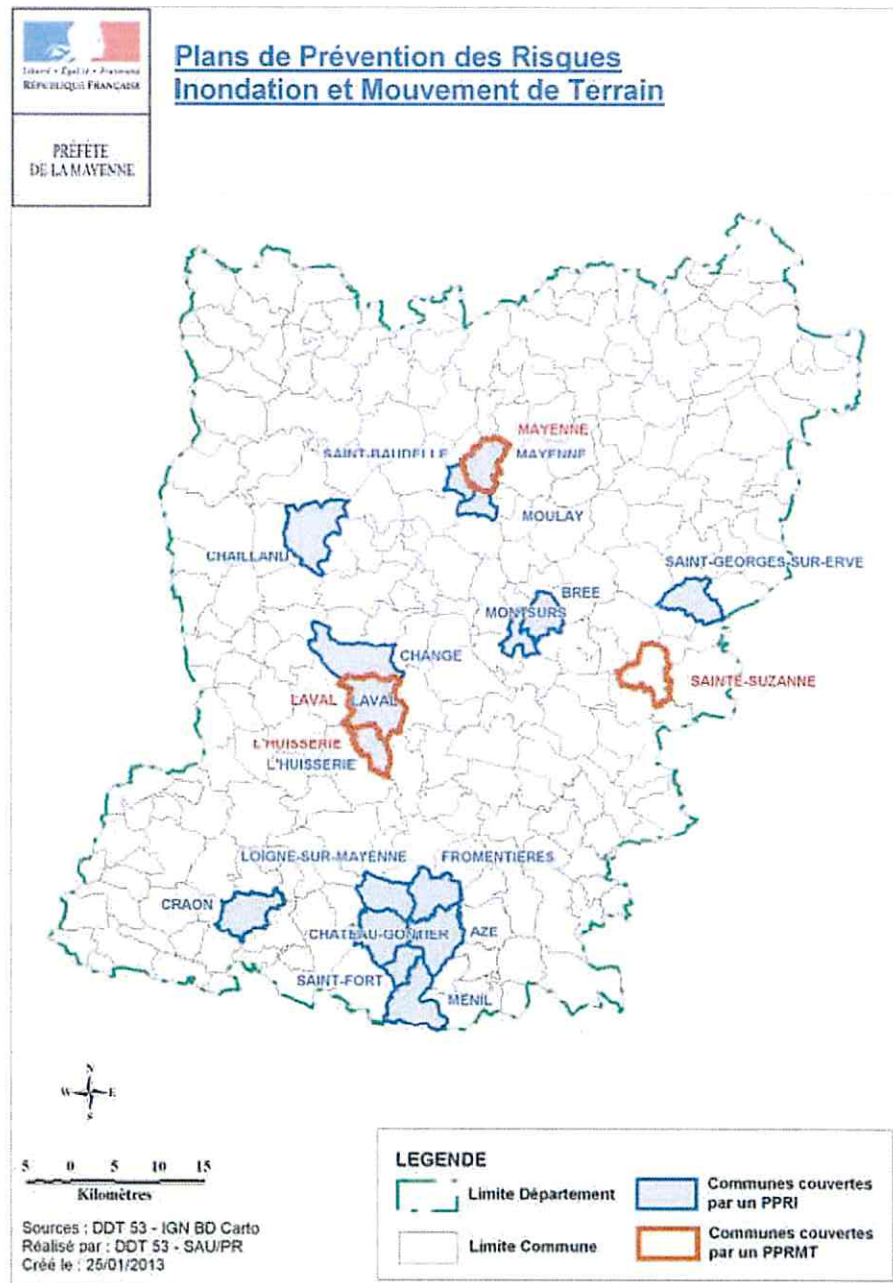 Liberté • Égalité • Fraternité
RÉPUBLIQUE FRANÇAISE
PRÉFÈTE
DE LA MAYENNE
Plans de Prévention des Risques
Inondation et Mouvement de Terrain
MAYENNE
SAINT-BAUDELLE
MAYENNE
MOULAY
CHAILLAND
SAINT-GEORGES-SUR-ERVE
BREE
MONTSURS
CHANGE
SAINTE-SUZANNE
LAVAL
LAVAL
L'HUISSERIE
L'HUISSERIE
LOIGNE-SUR-MAYENNE
FROMENTIERES
CRAON
CHATEAU-GONTIER
AZE
SAINT-FORT
MENIL
N
W
E
S
5 0 5 10 15
Kilomètres
Sources : DDT 53 - IGN BD Carto
Réalisé par : DDT 53 - SAU/PR
Créé le : 25/01/2013
LEGENDE
Limite Département
Communes couvertes
par un PPRI
Limite Commune
Communes couvertes
par un PPRMT